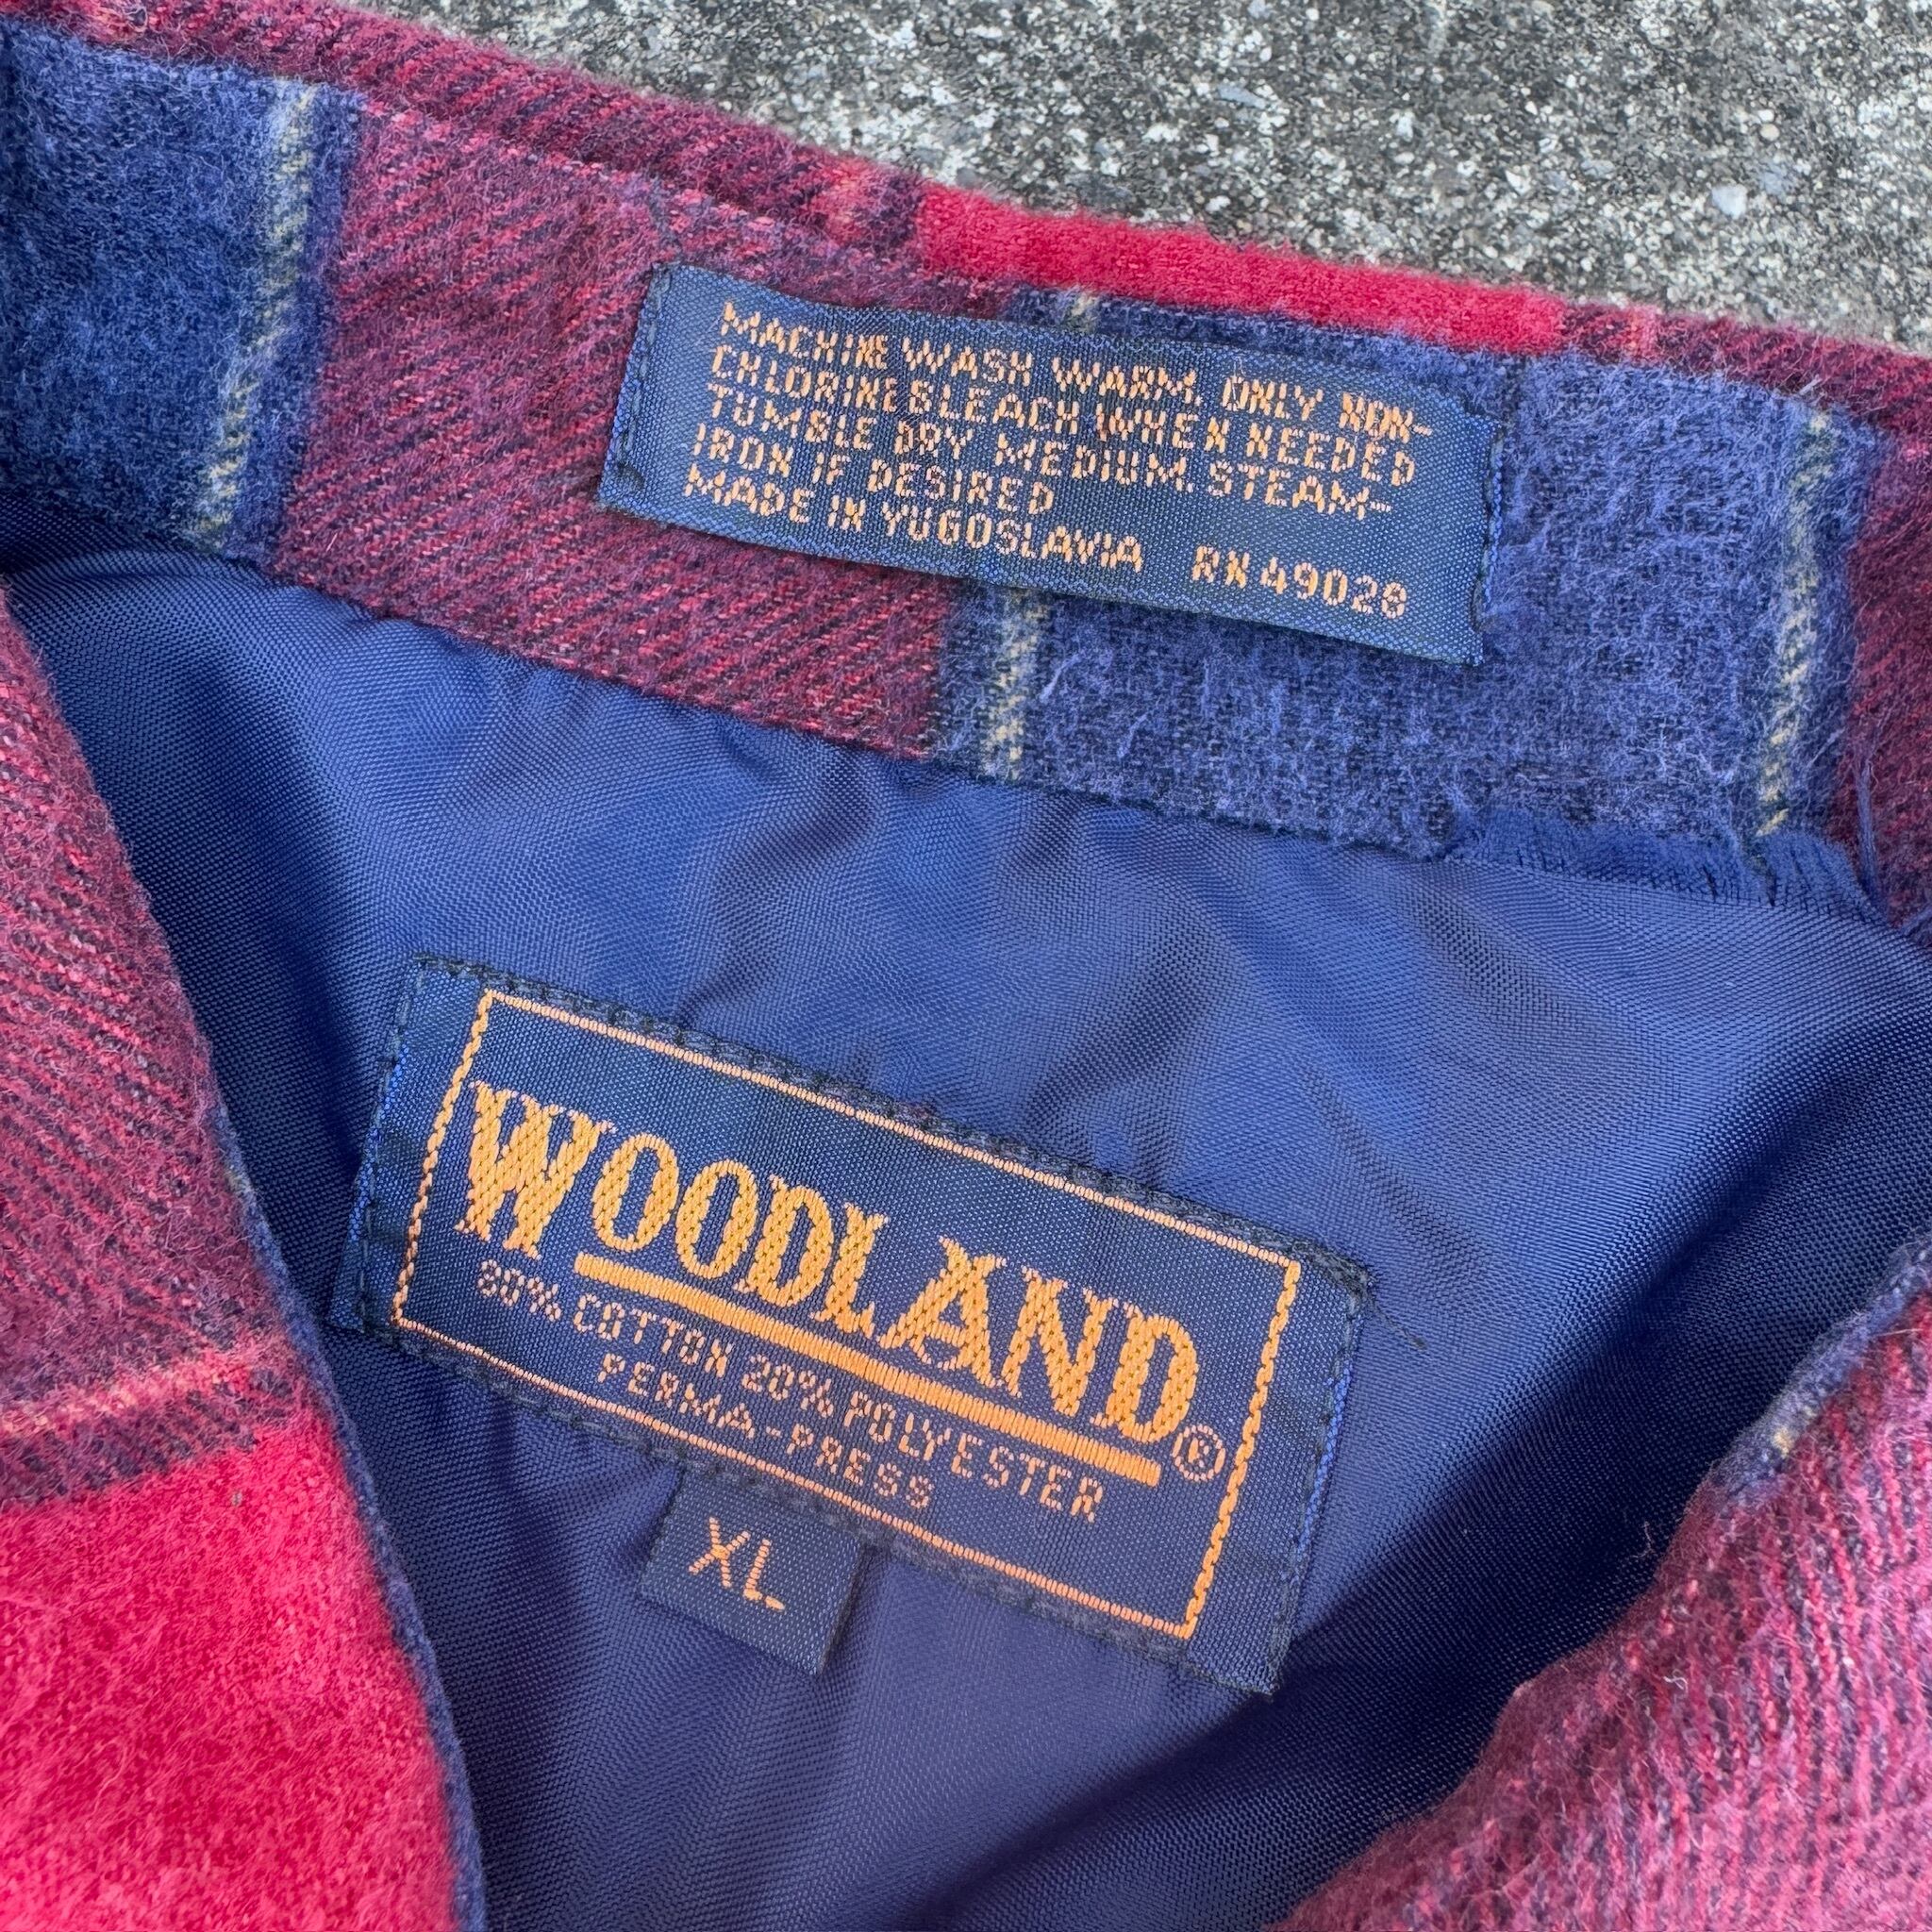 MACHINE WASH WARM, ONLY NON-
CHLORINE BLEACH WHEN NEEDED
TUMBLE DRY MEDIUM, STEAM-
IRON IF DESIRED
MADE IN YUGOSLAVIA RN 49028
WOODLAND®
80% COTTON 20% POLYESTER
PERMA-PRESS
XL